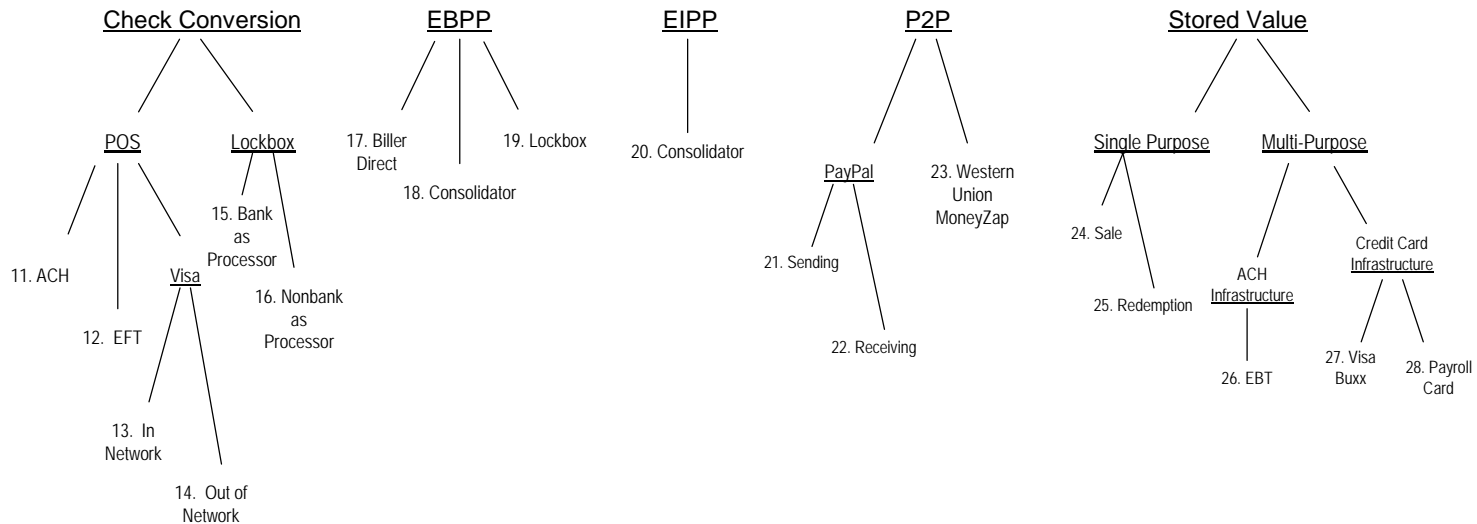 Check Conversion
EBPP
EIPP
P2P
Stored Value
POS
Lockbox
11. ACH
12. EFT
Visa
13. In
Network
14. Out of
Network
15. Bank
as
Processor
16. Nonbank
as
Processor
17. Biller
Direct
18. Consolidator
19. Lockbox
20. Consolidator
PayPal
21. Sending
22. Receiving
23. Western
Union
MoneyZap
Single Purpose
Multi-Purpose
24. Sale
25. Redemption
ACH
Infrastructure
26. EBT
Credit Card
Infrastructure
27. Visa
Buxx
28. Payroll
Card